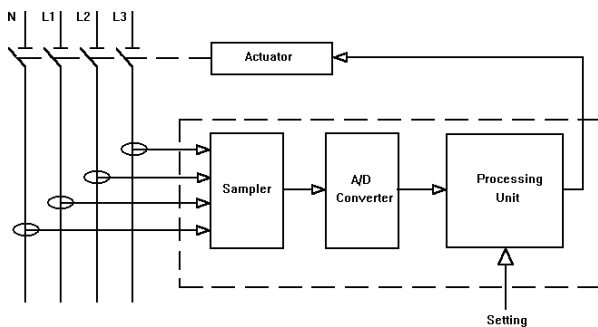 N L1 L2 L3
Actuator
Sampler
A/D
Converter
Processing
Unit
Setting